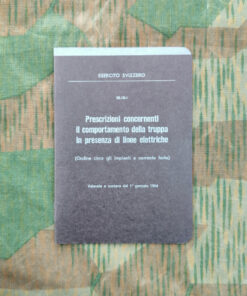 ESERCITO SVIZZERO
Prescrizioni concernenti
il comportamento della truppa
in presenza di linee elettriche
(Ordine circa gli impianti a corrente forte)
Valevole a contare dal 1° gennaio